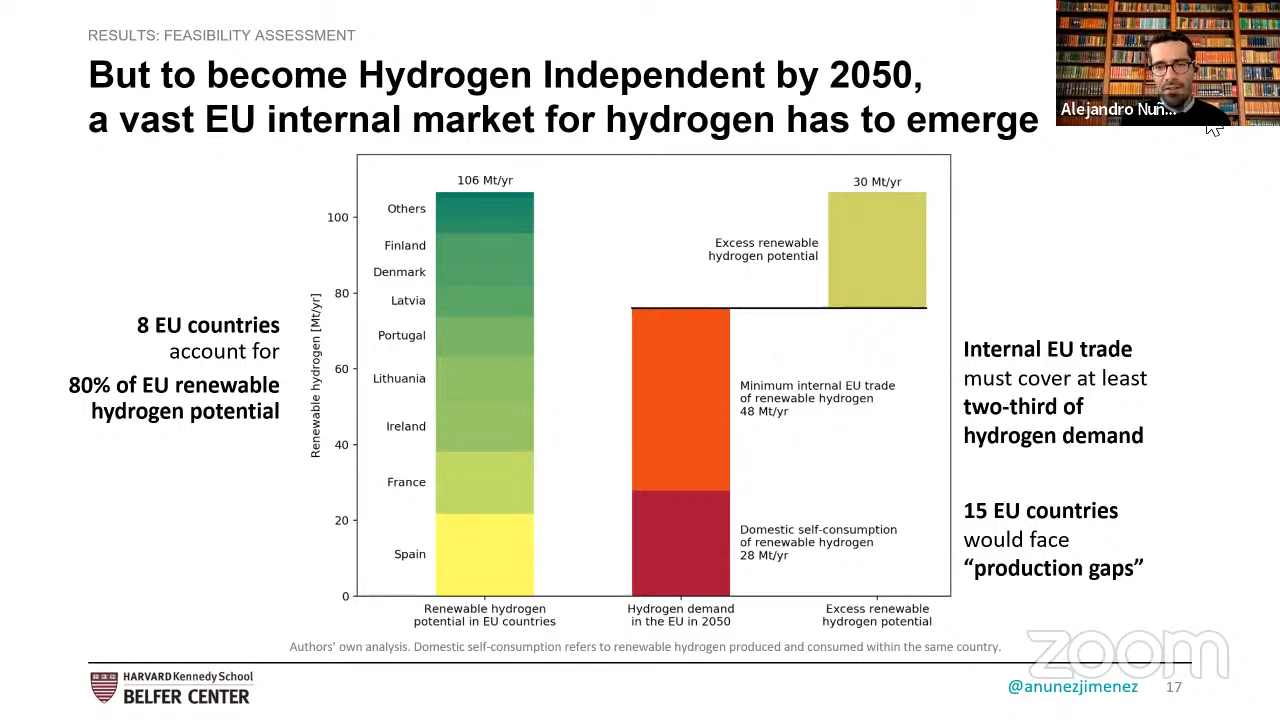 RESULTS: FEASIBILITY ASSESSMENT
But to become Hydrogen Independent by 2050,
a vast EU internal market for hydrogen has to emerge
Alejandro Nuñ...
8 EU countries
account for
80% of EU renewable
hydrogen potential
Renewable hydrogen [Mt/yr]
100
80
60
40
20
0
106 Mt/yr
Others
Finland
Denmark
Latvia
Portugal
Lithuania
Ireland
France
Spain
30 Mt/yr
Excess renewable
hydrogen potential
Minimum internal EU trade
of renewable hydrogen
48 Mt/yr
Domestic self-consumption
of renewable hydrogen
28 Mt/yr
Renewable hydrogen
potential in EU countries
Hydrogen demand
in the EU in 2050
Excess renewable
hydrogen potential
Internal EU trade
must cover at least
two-third of
hydrogen demand
15 EU countries
would face
“production gaps”
Authors’ own analysis. Domestic self-consumption refers to renewable hydrogen produced and consumed within the same country.
zoom
HARVARD Kennedy School
BELFER CENTER
@anunezjimenez
17